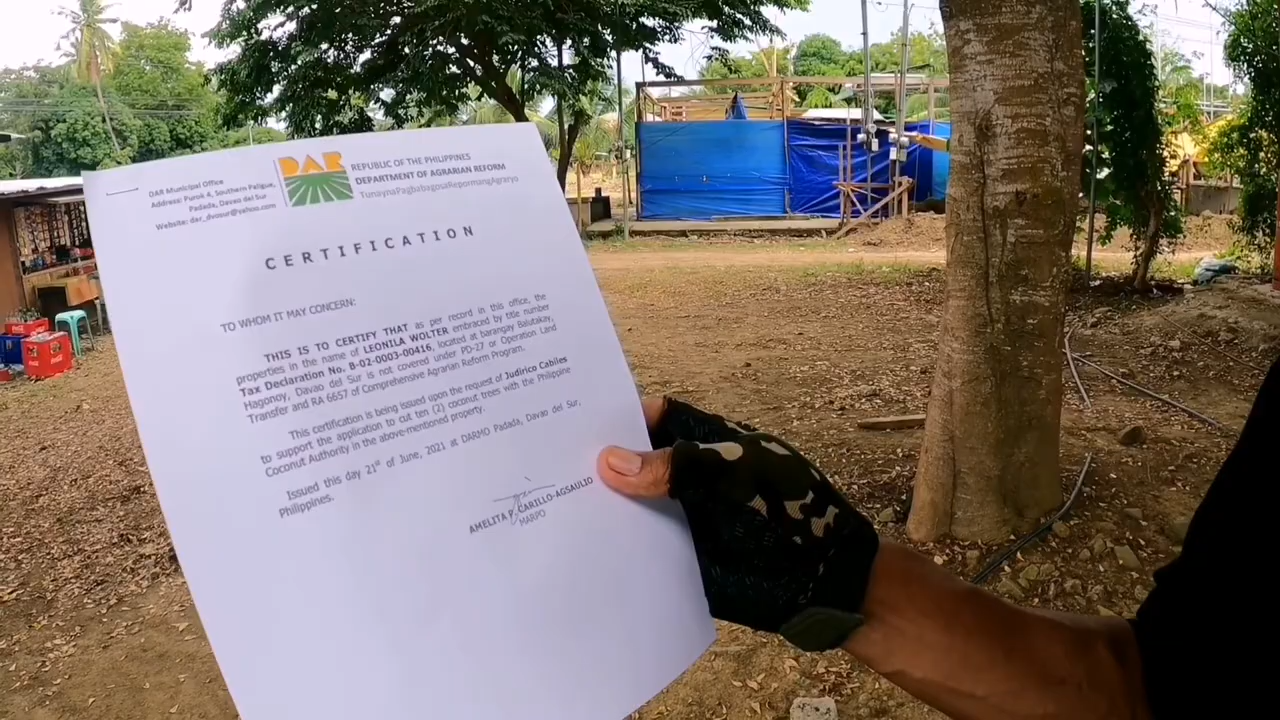 DAR Municipal Office
Address: Purok 4, Southern Paligue,
Padada, Davao del Sur
Website: dar_dvosur@yahoo.com
DAR
REPUBLIC OF THE PHILIPPINES
DEPARTMENT OF AGRARIAN REFORM
TunaynaPagbabagosaRepormangAgraryo
CERTIFICATION
TO WHOM IT MAY CONCERN:
THIS IS TO CERTIFY THAT as per record in this office, the
properties in the name of LEONILA WOLTER embraced by title number
Tax Declaration No. B-02-0003-00416, located at barangay Balutakay,
Hagonoy, Davao del Sur is not covered under PD-27 or Operation Land
Transfer and RA 6657 of Comprehensive Agrarian Reform Program.
This certification is being issued upon the request of Judirico Cabiles
to support the application to cut ten (2) coconut trees with the Philippine
Coconut Authority in the above-mentioned property.
Issued this day 21st of June, 2021 at DARMO Padada, Davao del Sur,
Philippines.
AMELITA P. CARILLO-AGSAULIO
MARPO